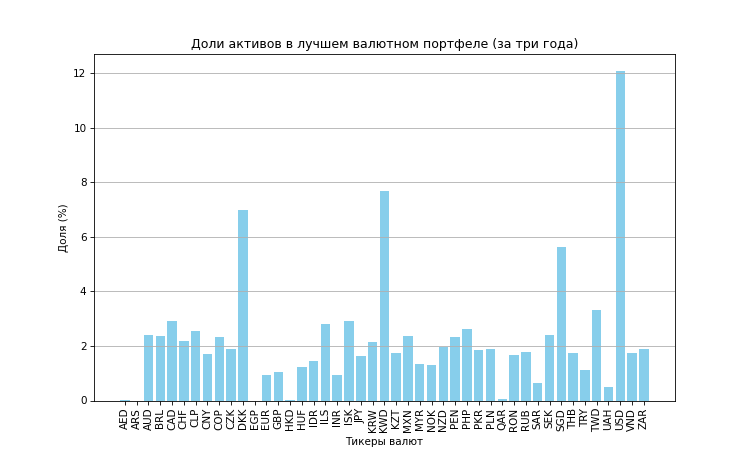 Доли активов в лучшем валютном портфеле (за три года)
Доля (%)
12
10
8
6
4
2
0
AED ARS AUD BRL CAD CHF CLP CNY COP CZK DKK EGP EUR GBP HKD HUF IDR ILS INR ISK JPY KRW KWD KZT MXN MYR NOK NZD PEN PHP PKR PLN QAR RON RUB SAR SEK SGD THB TRY TWD UAH USD VND ZAR
Тикеры валют